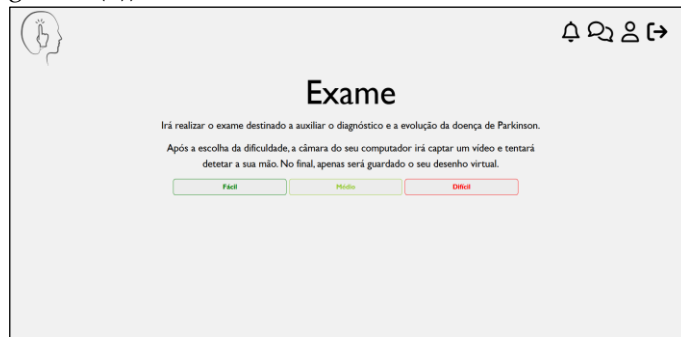 Exame
Irá realizar o exame destinado a auxiliar o diagnóstico e a evolução da doença de Parkinson.
Após a escolha da dificuldade, a câmara do seu computador irá captar um vídeo e tentará
detetar a sua mão. No final, apenas será guardado o seu desenho virtual.
Fácil Médio Difícil